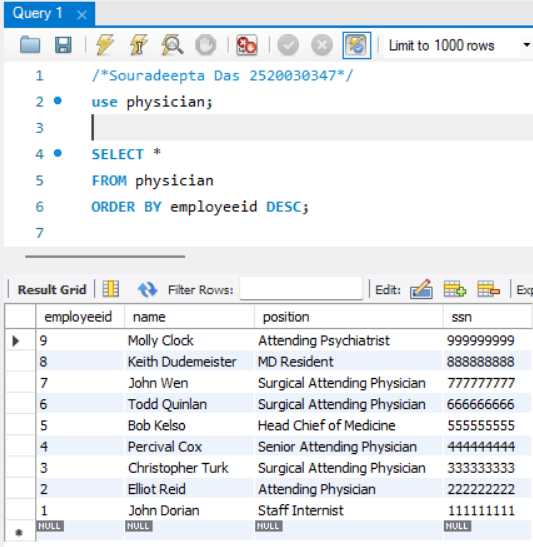 Query 1
Limit to 1000 rows
1 /*Souradeepta Das 2520030347*/
2 use physician;
3
4 SELECT *
5 FROM physician
6 ORDER BY employeeid DESC;
7
Result Grid Filter Rows: Edit: Exp
employeeid name position ssn
9 Molly Clock Attending Psychiatrist 999999999
8 Keith Dudemeister MD Resident 888888888
7 John Wen Surgical Attending Physician 777777777
6 Todd Quinlan Surgical Attending Physician 666666666
5 Bob Kelso Head Chief of Medicine 555555555
4 Percival Cox Senior Attending Physician 444444444
3 Christopher Turk Surgical Attending Physician 333333333
2 Elliot Reid Attending Physician 222222222
1 John Dorian Staff Internist 111111111
NULL NULL NULL NULL